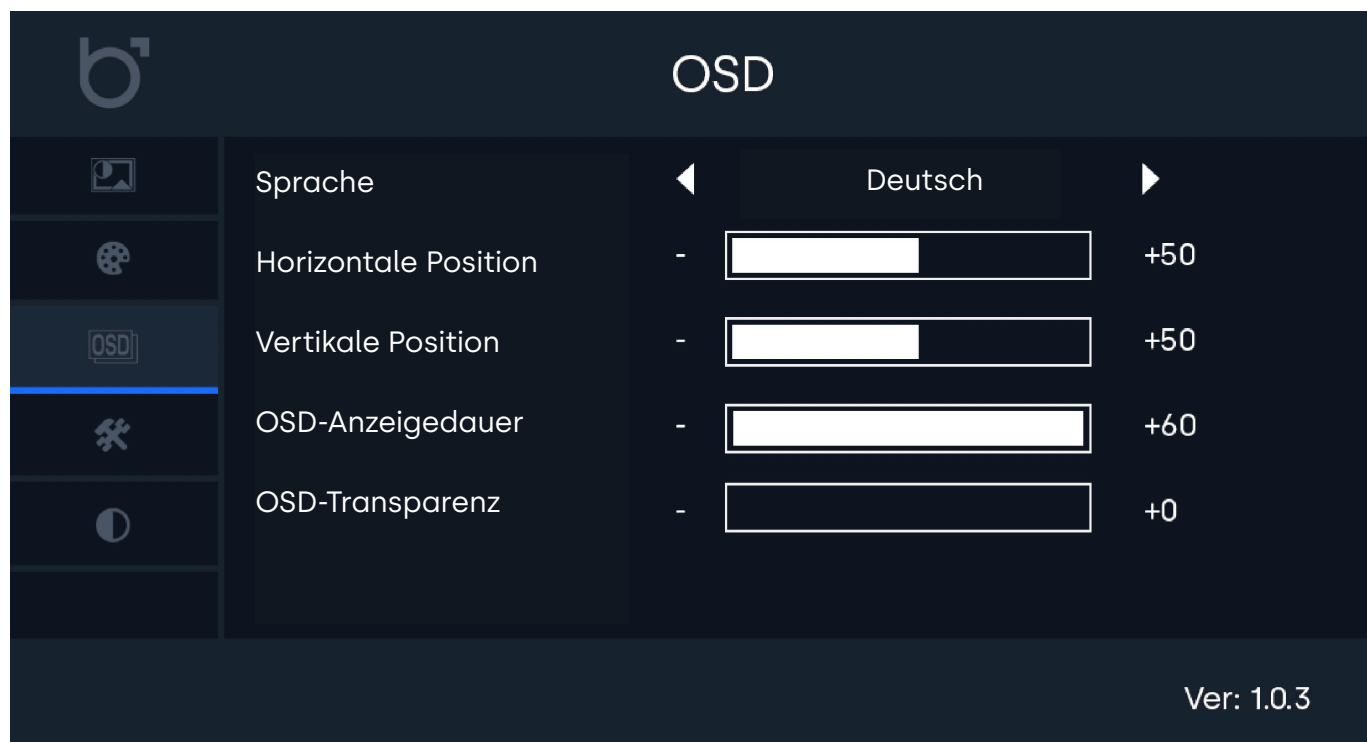 OSD
Sprache Deutsch
Horizontale Position - +50
OSD Vertikale Position - +50
OSD-Anzeigedauer - +60
OSD-Transparenz - +0
Ver: 1.0.3